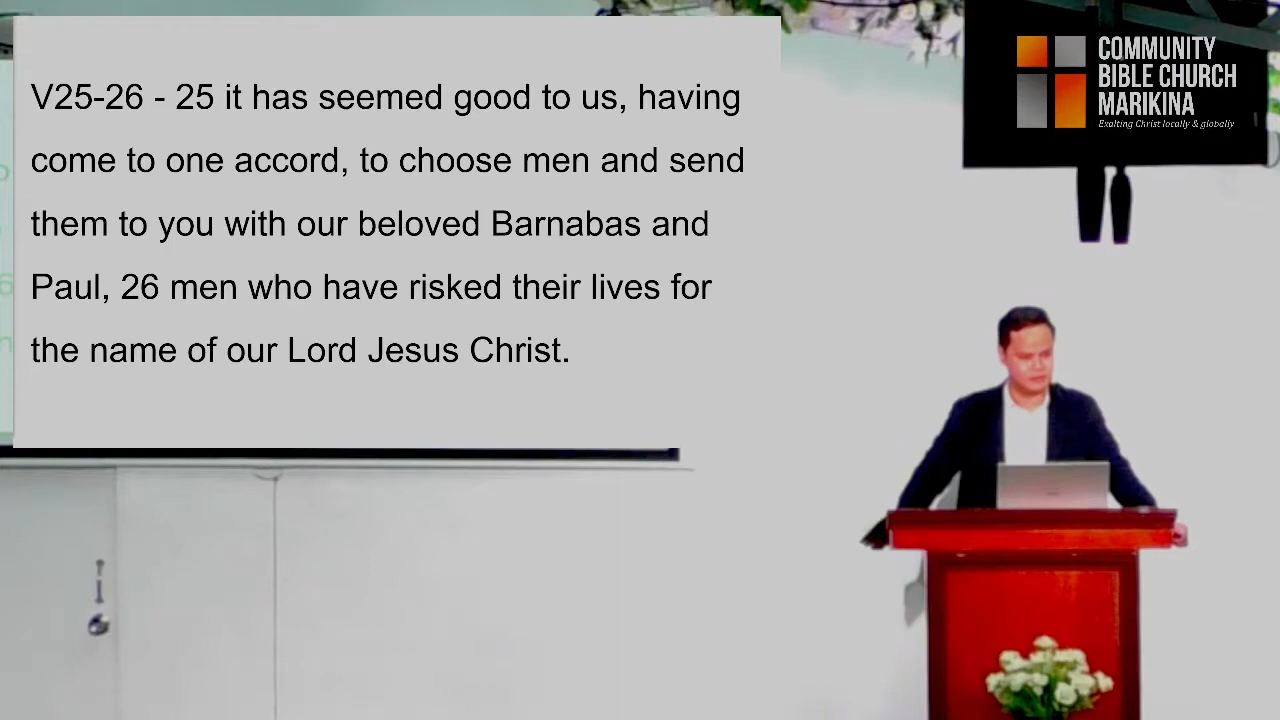 V25-26 - 25 it has seemed good to us, having
come to one accord, to choose men and send
them to you with our beloved Barnabas and
Paul, 26 men who have risked their lives for
the name of our Lord Jesus Christ.
COMMUNITY
BIBLE CHURCH
MARIKINA
Exalting Christ locally & globally